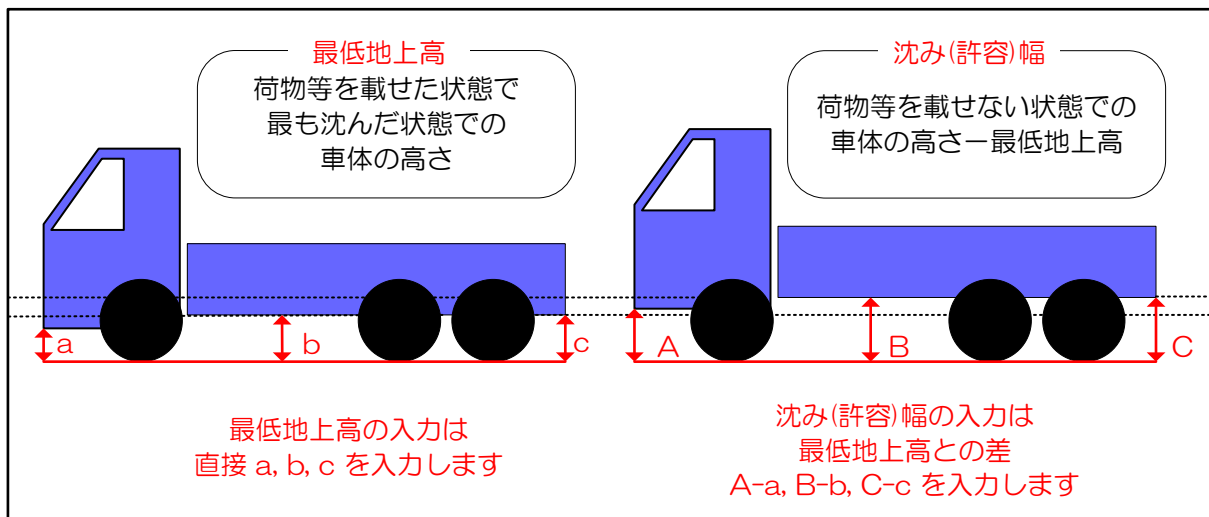 最低地上高
荷物等を載せた状態で
最も沈んだ状態での
車体の高さ
a
b
c
最低地上高の入力は
直接 a, b, c を入力します
沈み(許容)幅
荷物等を載せない状態での
車体の高さー最低地上高
A
B
C
沈み(許容)幅の入力は
最低地上高との差
A-a, B-b, C-c を入力します